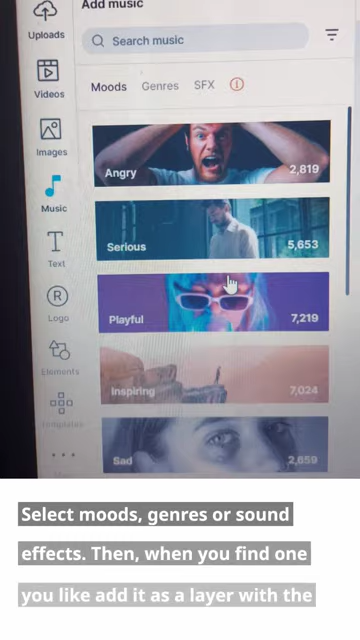 Add music
Uploads
Search music
Videos
Moods Genres SFX
Images
Angry 2,819
Music
Serious 5,653
Text
Playful 7,219
R
Logo
Inspiring 7,024
Elements
Templates
Sad 2,659
Select moods, genres or sound
effects. Then, when you find one
you like add it as a layer with the